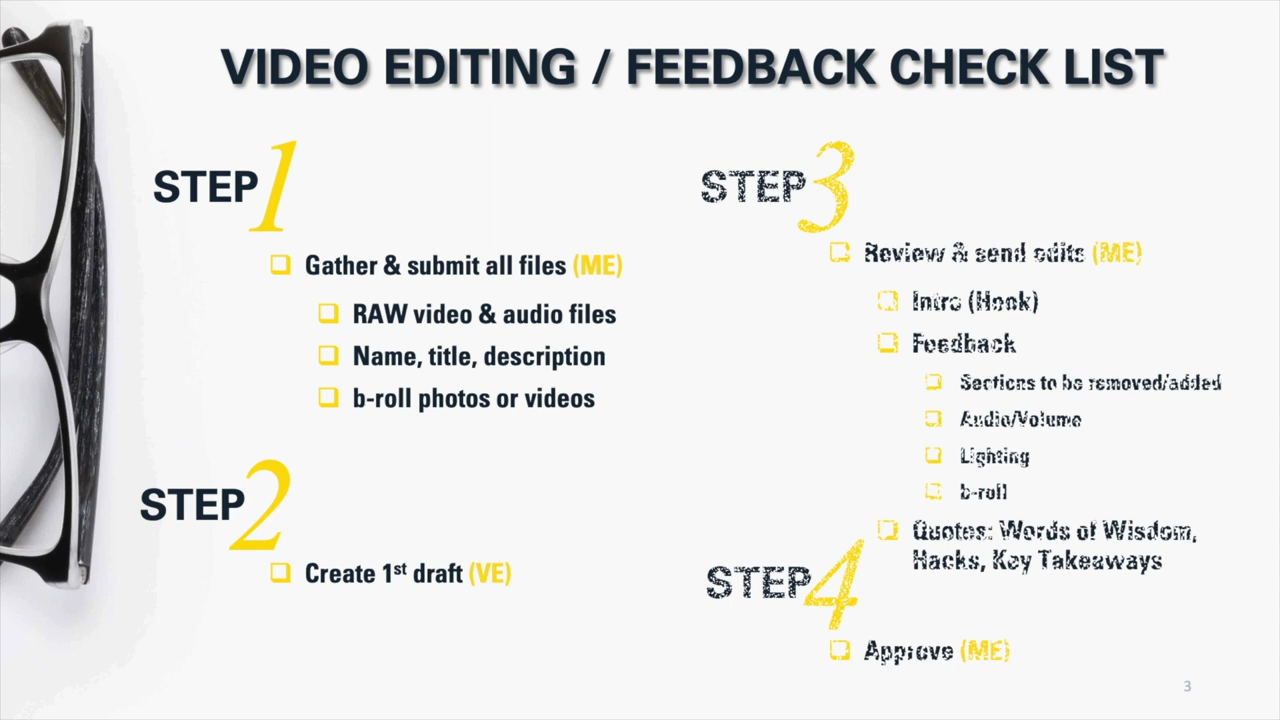 VIDEO EDITING / FEEDBACK CHECK LIST
STEP 1
Gather & submit all files (ME)
RAW video & audio files
Name, title, description
b-roll photos or videos
STEP 2
Create 1st draft (VE)
STEP 3
Review & send edits (ME)
Intro (Hook)
Feedback
Sections to be removed/added
Audio/Volume
Lighting
b-roll
Quotes: Words of Wisdom,
Hacks, Key Takeaways
STEP 4
Approve (ME)
3